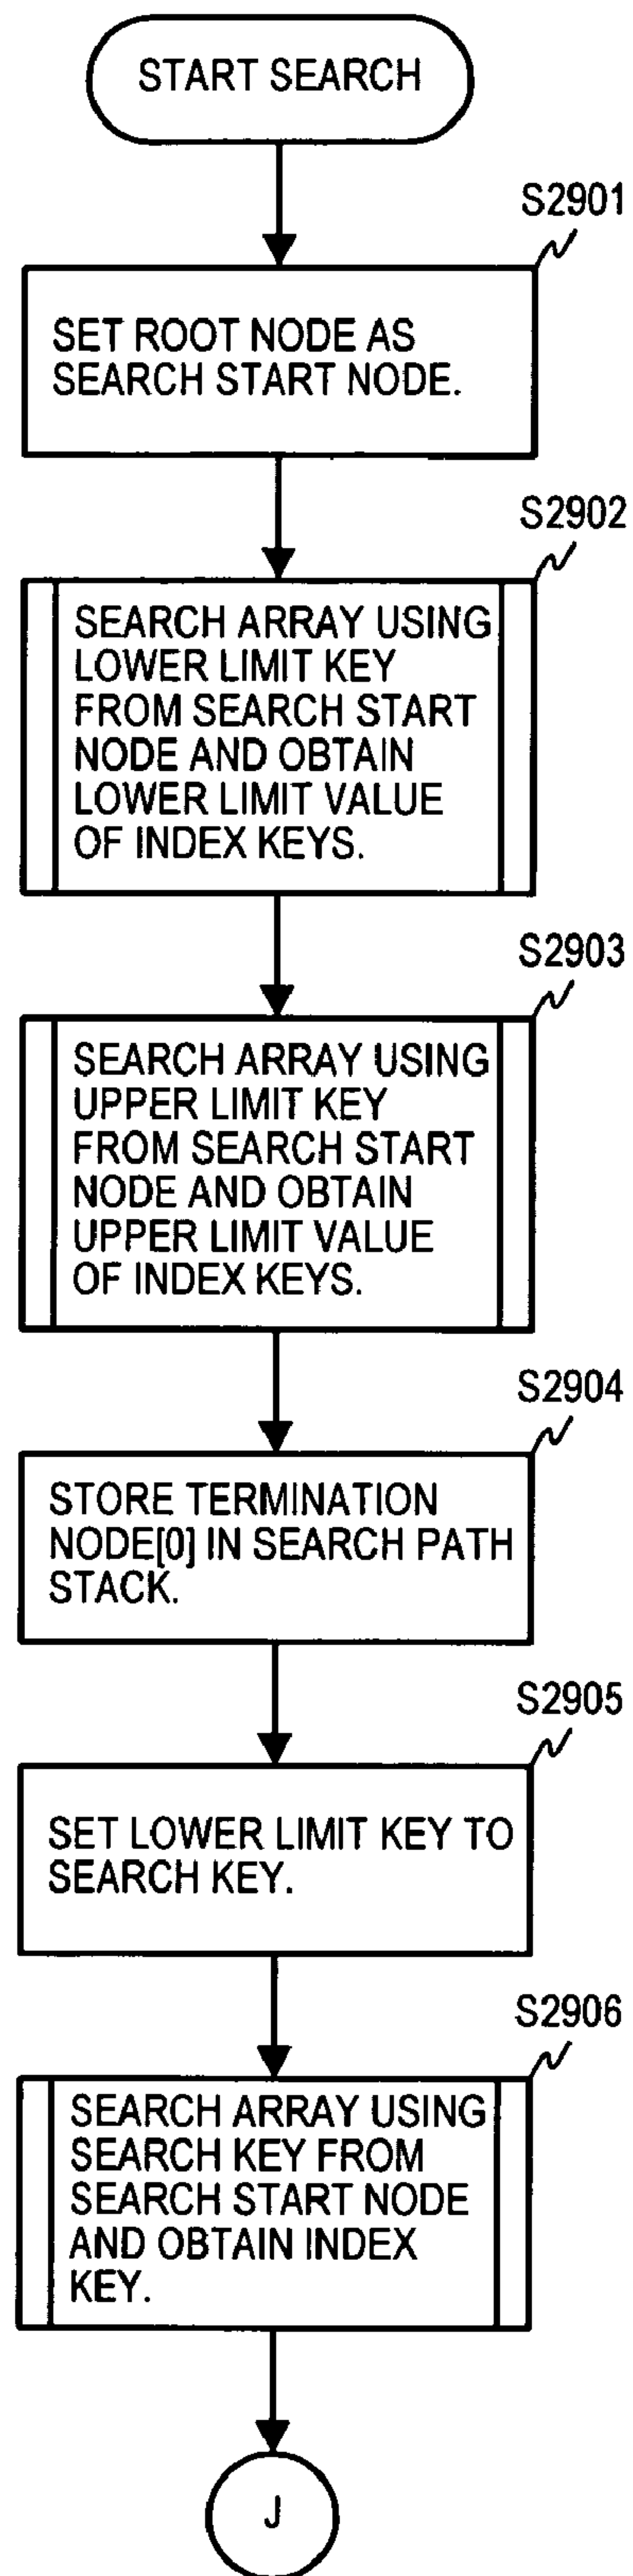 START SEARCH
S2901
SET ROOT NODE AS
SEARCH START NODE.
S2902
SEARCH ARRAY USING
LOWER LIMIT KEY
FROM SEARCH START
NODE AND OBTAIN
LOWER LIMIT VALUE
OF INDEX KEYS.
S2903
SEARCH ARRAY USING
UPPER LIMIT KEY
FROM SEARCH START
NODE AND OBTAIN
UPPER LIMIT VALUE
OF INDEX KEYS.
S2904
STORE TERMINATION
NODE[0] IN SEARCH PATH
STACK.
S2905
SET LOWER LIMIT KEY TO
SEARCH KEY.
S2906
SEARCH ARRAY USING
SEARCH KEY FROM
SEARCH START NODE
AND OBTAIN INDEX
KEY.
J